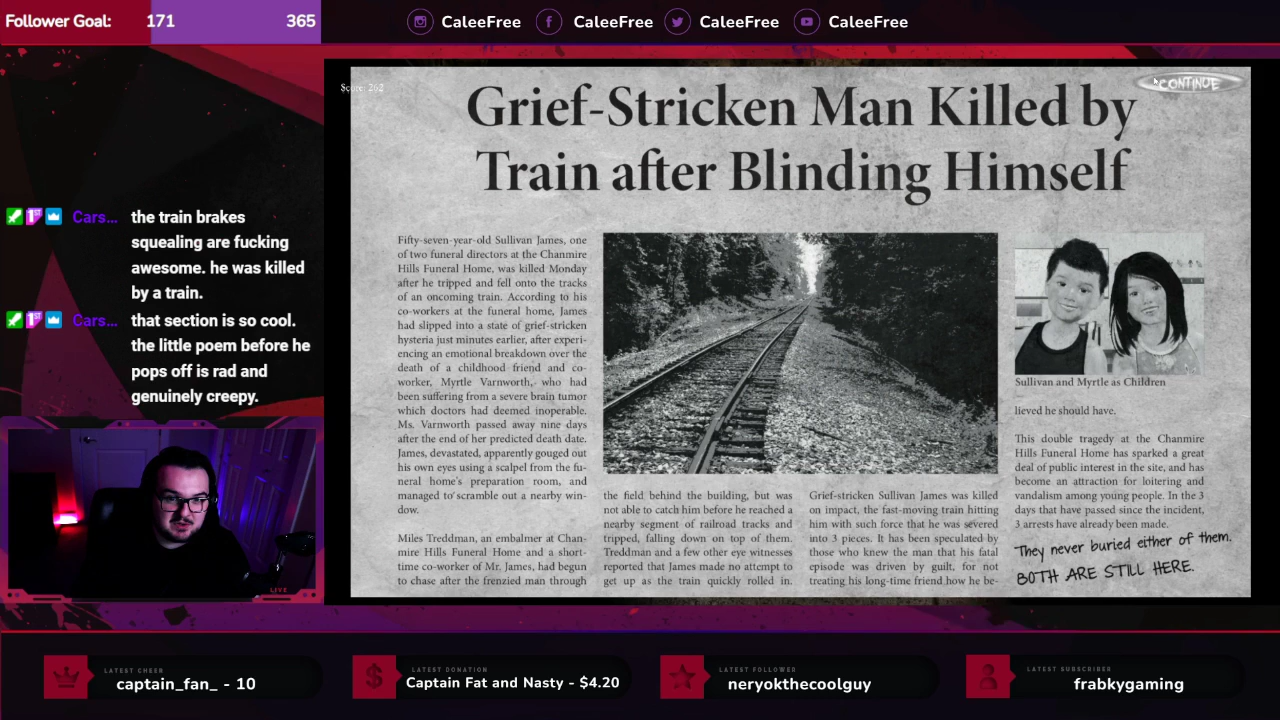 Follower Goal: 171 365
CaleeFree CaleeFree CaleeFree CaleeFree
Score: 262
CONTINUE
Grief-Stricken Man Killed by
Train after Blinding Himself
Cars... the train brakes
squealing are fucking
awesome. he was killed
by a train.
Cars... that section is so cool.
the little poem before he
pops off is rad and
genuinely creepy.
LIVE
Fifty-seven-year-old Sullivan James, one
of two funeral directors at the Chanmire
Hills Funeral Home, was killed Monday
after he tripped and fell onto the tracks
of an oncoming train. According to his
co-workers at the funeral home, James
had slipped into a state of grief-stricken
hysteria just minutes earlier, after experi-
encing an emotional breakdown over the
death of a childhood friend and co-
worker, Myrtle Varnworth, who had
been suffering from a severe brain tumor
which doctors had deemed inoperable.
Ms. Varnworth passed away nine days
after the end of her predicted death date.
James, devastated, apparently gouged out
his own eyes using a scalpel from the fu-
neral home's preparation room, and
managed to scramble out a nearby win-
dow.
Miles Treddman, an embalmer at Chan-
mire Hills Funeral Home and a short-
time co-worker of Mr. James, had begun
to chase after the frenzied man through
the field behind the building, but was
not able to catch him before he reached a
nearby segment of railroad tracks and
tripped, falling down on top of them.
Treddman and a few other eye witnesses
reported that James made no attempt to
get up as the train quickly rolled in.
Grief-stricken Sullivan James was killed
on impact, the fast-moving train hitting
him with such force that he was severed
into 3 pieces. It has been speculated by
those who knew the man that his fatal
episode was driven by guilt, for not
treating his long-time friend how he be-
Sullivan and Myrtle as Children
lieved he should have.
This double tragedy at the Chanmire
Hills Funeral Home has sparked a great
deal of public interest in the site, and has
become an attraction for loitering and
vandalism among young people. In the 3
days that have passed since the incident,
3 arrests have already been made.
They never buried either of them.
BOTH ARE STILL HERE.
LATEST CHEER
captain_fan_ - 10
LATEST DONATION
Captain Fat and Nasty - $4.20
LATEST FOLLOWER
neryokthecoolguy
LATEST SUBSCRIBER
frabkygaming